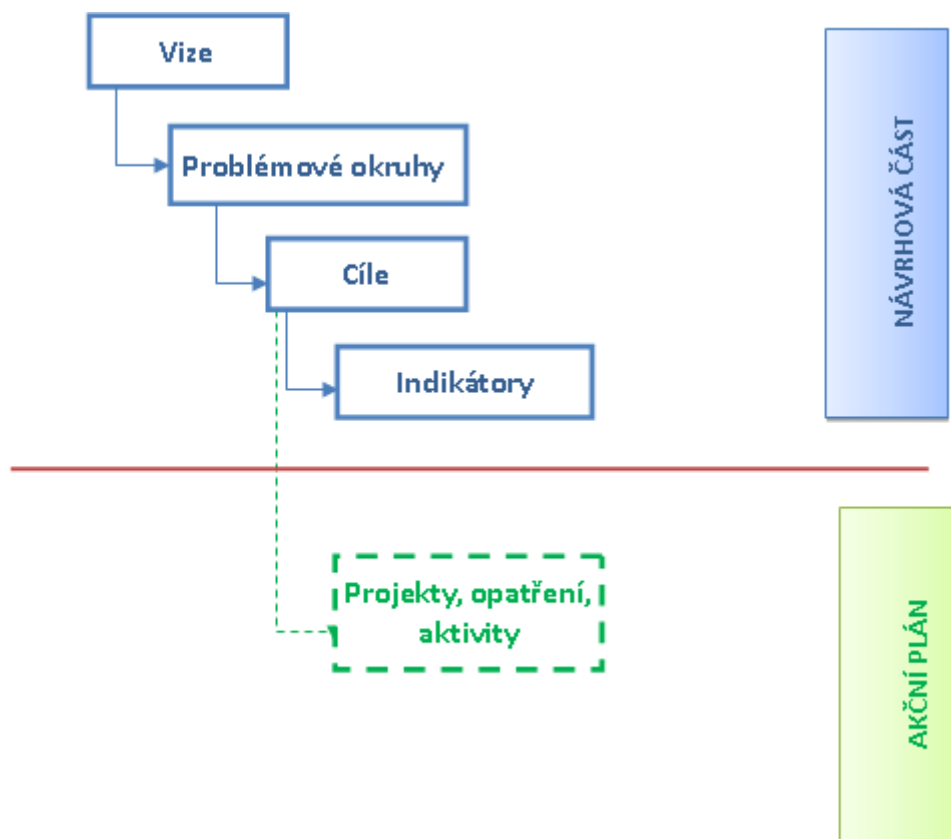 Vize
Problémové okruhy
Cíle
Indikátory
NÁVRHOVÁ ČÁST
Projekty, opatření,
aktivity
AKČNÍ PLÁN